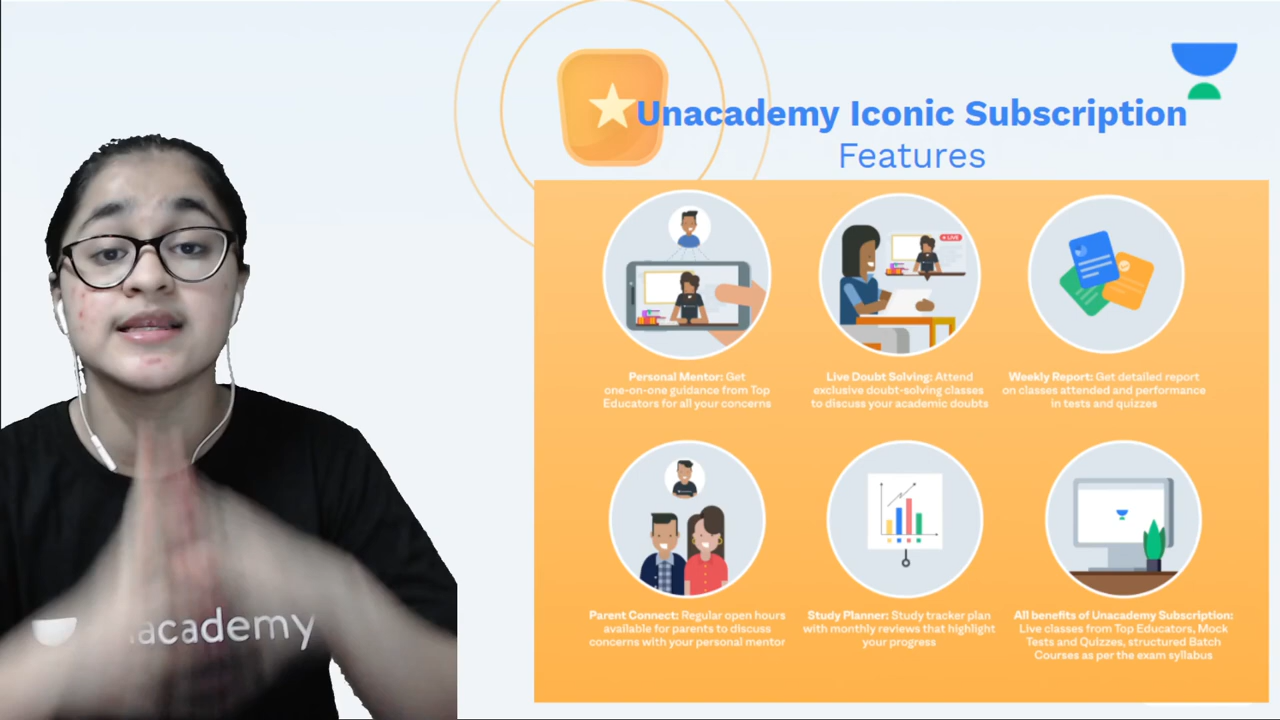 Unacademy Iconic Subscription
Features
LIVE
Personal Mentor: Get
one-on-one guidance from Top
Educators for all your concerns
Live Doubt Solving: Attend
exclusive doubt-solving classes
to discuss your academic doubts
Weekly Report: Get detailed report
on classes attended and performance
in tests and quizzes
Parent Connect: Regular open hours
available for parents to discuss
concerns with your personal mentor
Study Planner: Study tracker plan
with monthly reviews that highlight
your progress
All benefits of Unacademy Subscription:
Live classes from Top Educators, Mock
Tests and Quizzes, structured Batch
Courses as per the exam syllabus